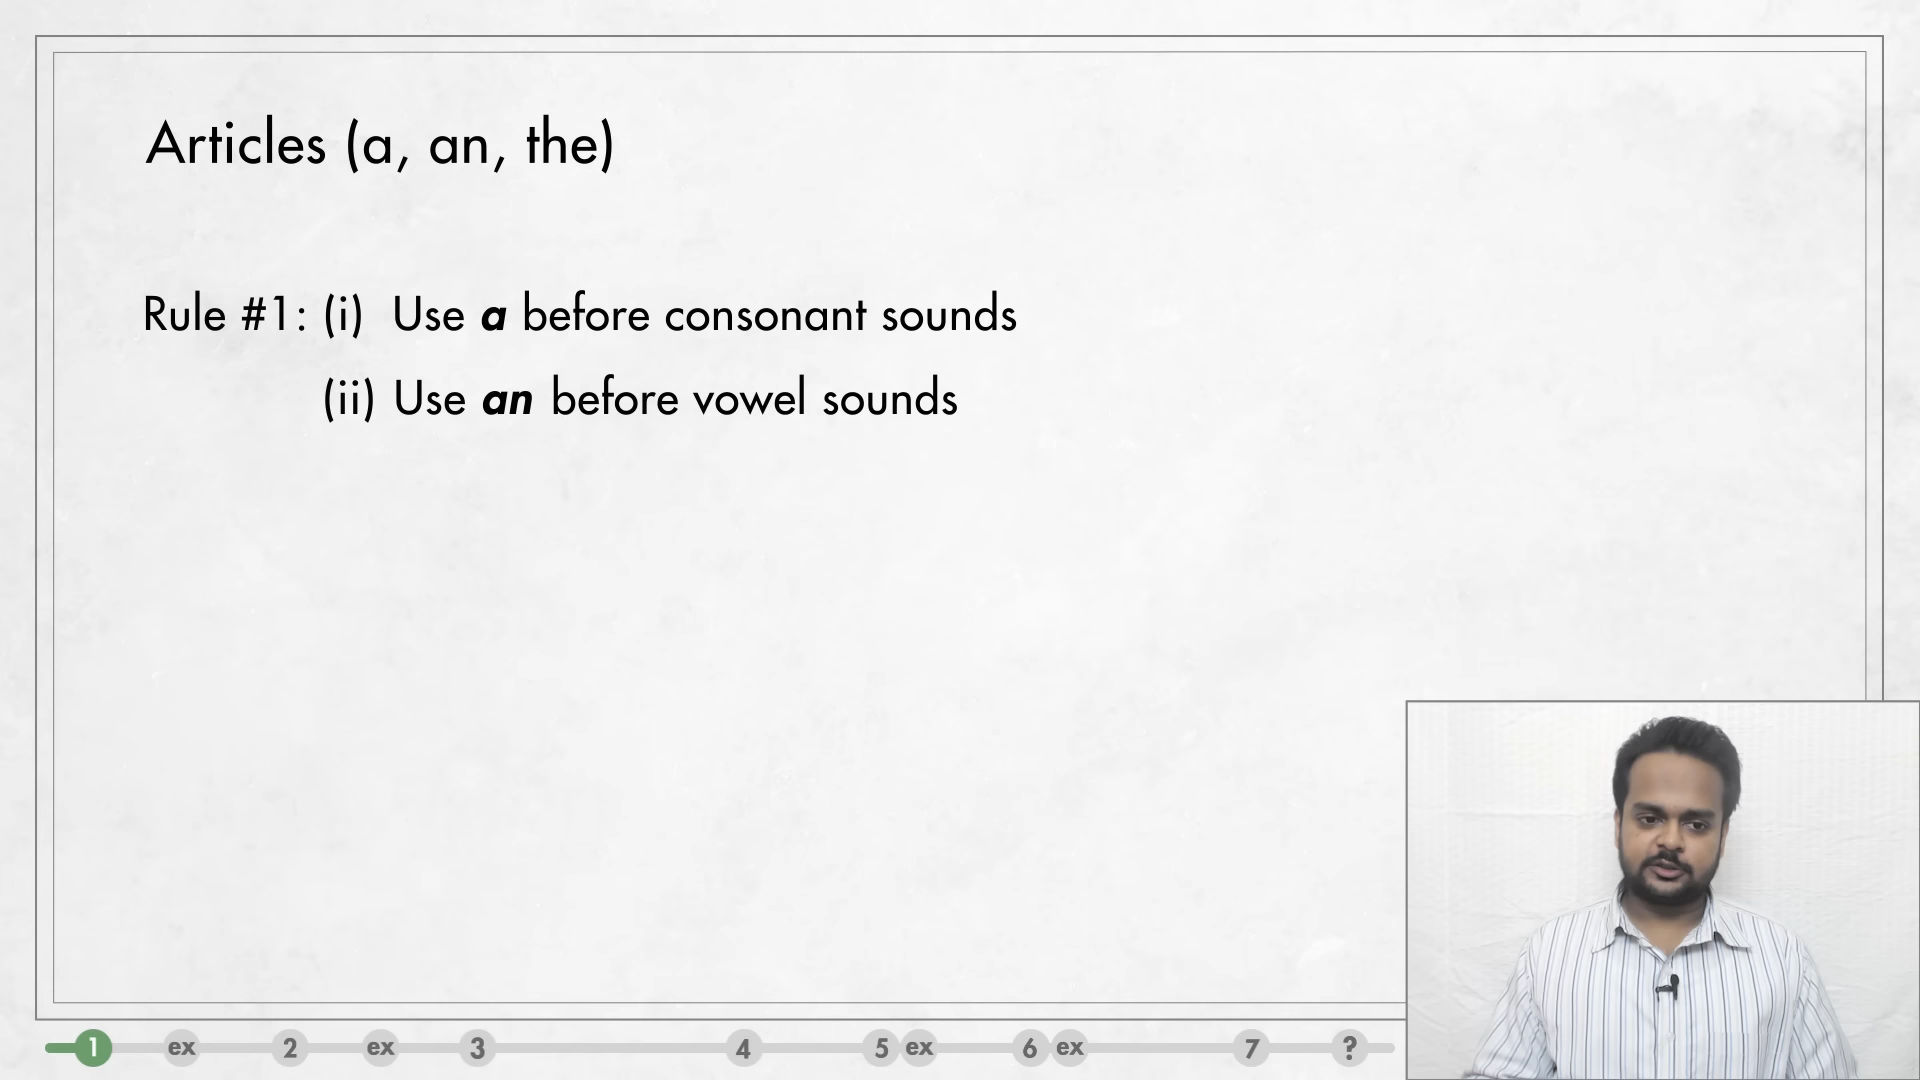 Articles (a, an, the)
Rule #1: (i) Use a before consonant sounds
(ii) Use an before vowel sounds
1 ex 2 ex 3 4 5 ex 6 ex 7 ?